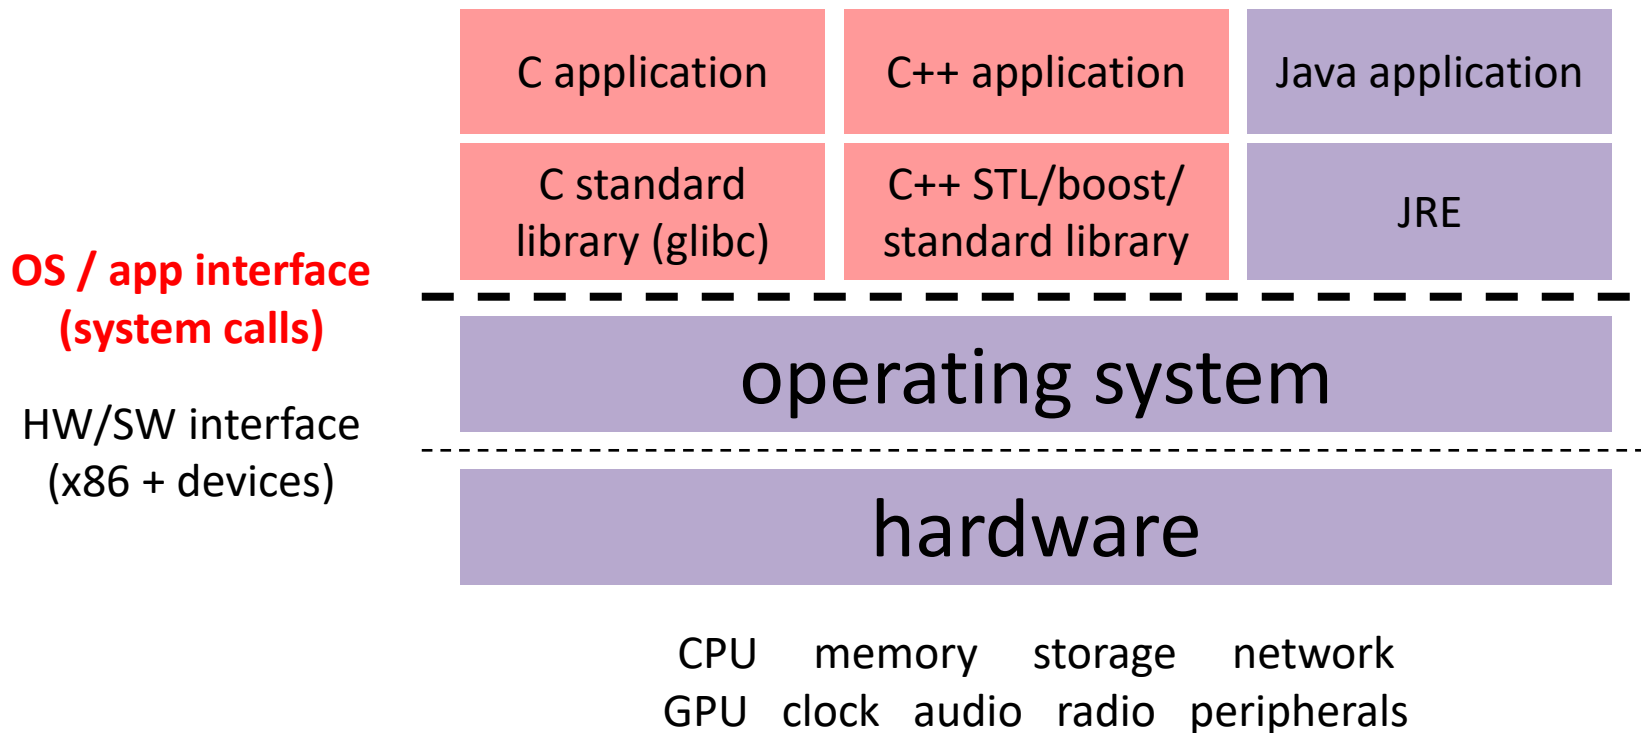 C application
C++ application
Java application
C standard
library (glibc)
C++ STL/boost/
standard library
JRE
OS / app interface
(system calls)
operating system
HW/SW interface
(x86 + devices)
hardware
CPU memory storage network
GPU clock audio radio peripherals